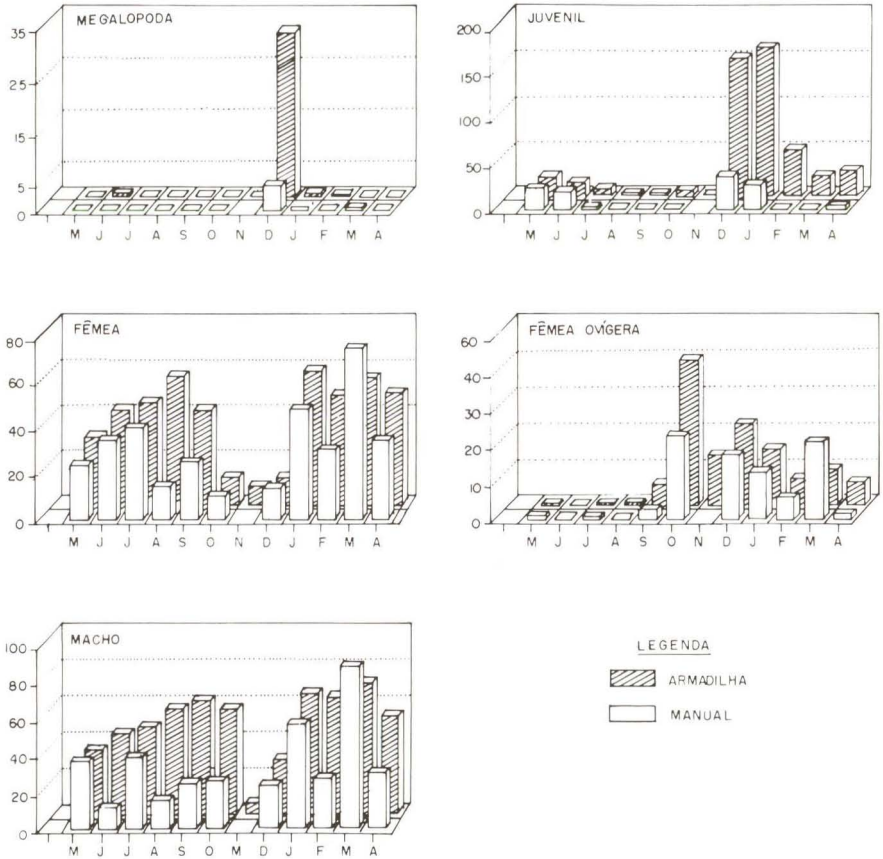 MEGALOPODA
35
25
15
5
0
M J J A S O N D J F M A
JUVENIL
200
150
100
50
0
M J J A S O N D J F M A
FÊMEA
80
60
40
20
0
M J J A S O N D J F M A
FÊMEA OVÍGERA
60
40
30
20
10
0
M J J A S O N D J F M A
MACHO
100
80
60
40
20
0
M J J A S O M D J F M A
LEGENDA
ARMADILHA
MANUAL